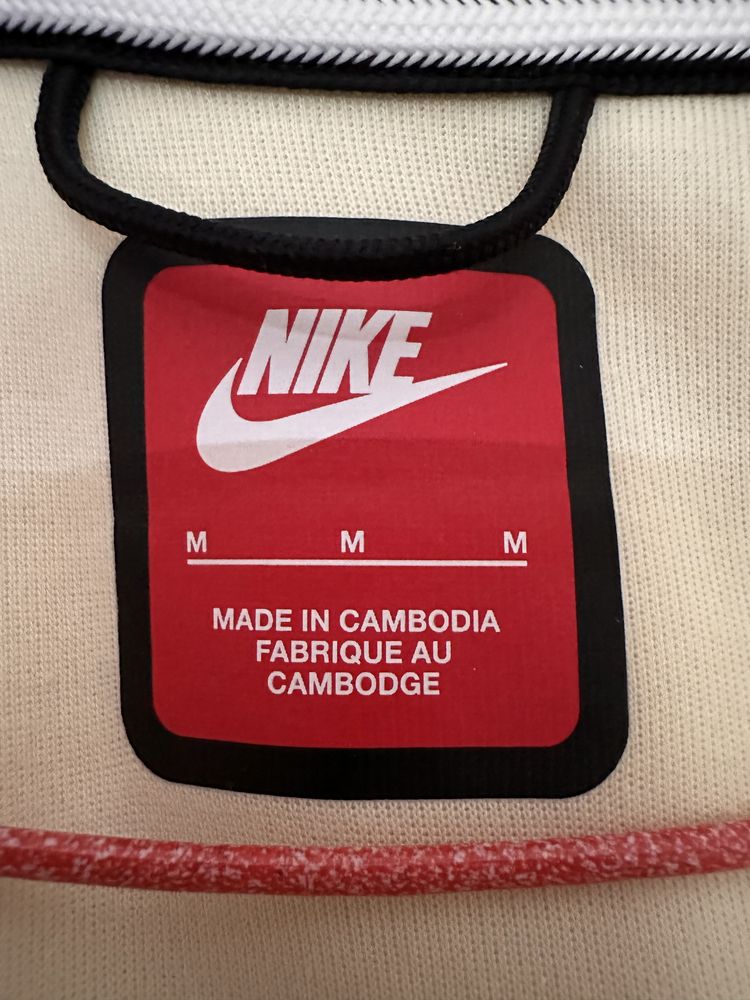 NIKE
M M M
MADE IN CAMBODIA
FABRIQUE AU
CAMBODGE